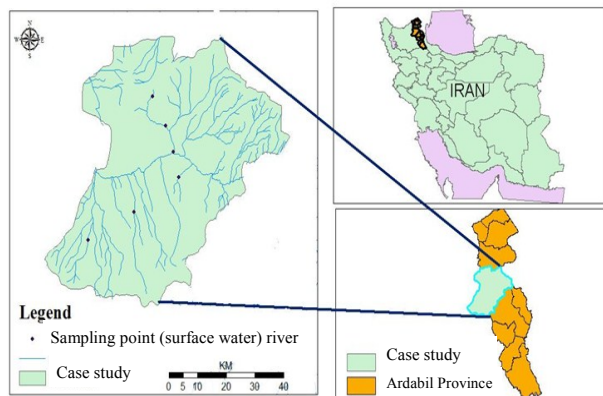 N
W
E
S
Legend
Sampling point (surface water) river
Case study
KM
0 5 10 20 30 40
IRAN
Case study
Ardabil Province